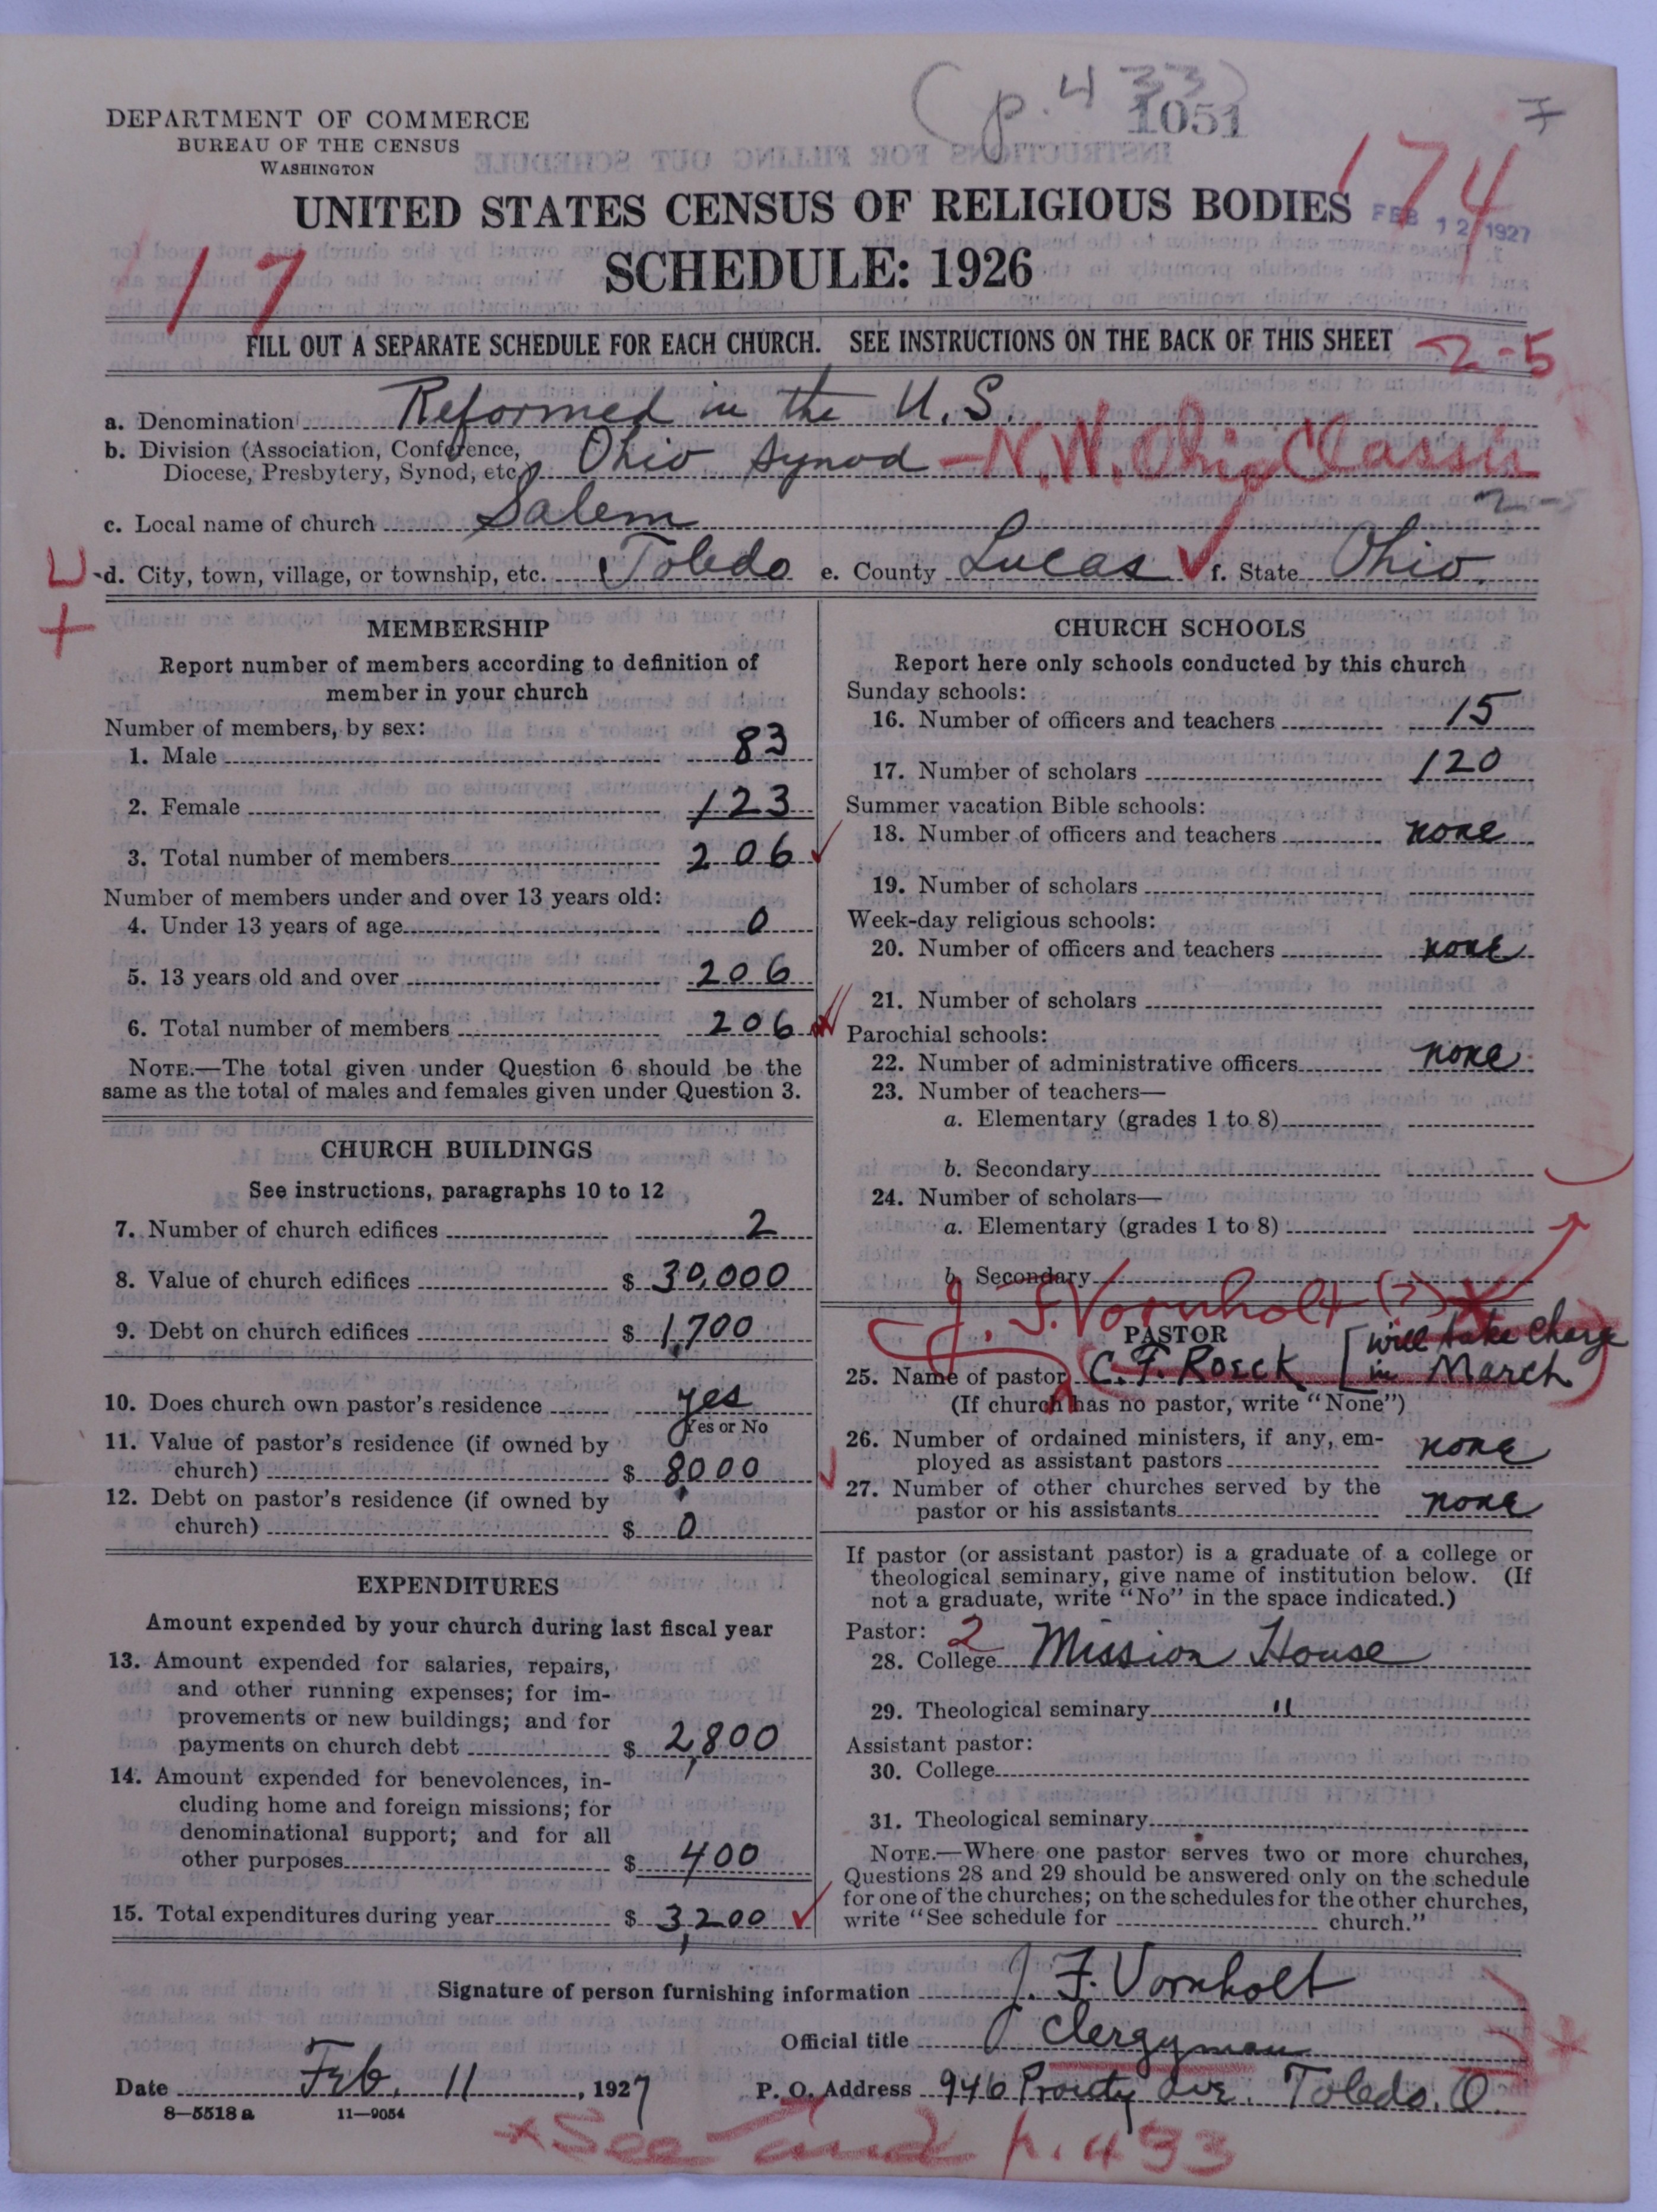 (p. 433)
1051
DEPARTMENT OF COMMERCE
BUREAU OF THE CENSUS
WASHINGTON
174
UNITED STATES CENSUS OF RELIGIOUS BODIES
FEB 12 1927
SCHEDULE: 1926
17
FILL OUT A SEPARATE SCHEDULE FOR EACH CHURCH. SEE INSTRUCTIONS ON THE BACK OF THIS SHEET
2-5
a. Denomination Reformed in the U.S.
b. Division (Association, Conference,
Diocese, Presbytery, Synod, etc.) Ohio Synod - N.W. Ohio Classis
2-5
c. Local name of church Salem
d. City, town, village, or township, etc. Toledo e. County Lucas f. State Ohio.
MEMBERSHIP
Report number of members according to definition of
member in your church
Number of members, by sex:
1. Male 83
2. Female 123
3. Total number of members 206
Number of members under and over 13 years old:
4. Under 13 years of age 0
5. 13 years old and over 206
6. Total number of members 206
NOTE.—The total given under Question 6 should be the
same as the total of males and females given under Question 3.
CHURCH BUILDINGS
See instructions, paragraphs 10 to 12
7. Number of church edifices 2
8. Value of church edifices $ 30,000
9. Debt on church edifices $ 1,700
10. Does church own pastor's residence yes
Yes or No
11. Value of pastor's residence (if owned by
church) $ 8,000
12. Debt on pastor's residence (if owned by
church) $ 0
EXPENDITURES
Amount expended by your church during last fiscal year
13. Amount expended for salaries, repairs,
and other running expenses; for im-
provements or new buildings; and for
payments on church debt $ 2,800
14. Amount expended for benevolences, in-
cluding home and foreign missions; for
denominational support; and for all
other purposes $ 400
15. Total expenditures during year $ 3,200
CHURCH SCHOOLS
Report here only schools conducted by this church
Sunday schools:
16. Number of officers and teachers 15
17. Number of scholars 120
Summer vacation Bible schools:
18. Number of officers and teachers none
19. Number of scholars
Week-day religious schools:
20. Number of officers and teachers none
21. Number of scholars
Parochial schools:
22. Number of administrative officers none
23. Number of teachers—
a. Elementary (grades 1 to 8)
b. Secondary
24. Number of scholars—
a. Elementary (grades 1 to 8)
b. Secondary
J. F. Vornholt (?)
PASTOR
25. Name of pastor C. F. Roeck [will take charge
in March
(If church has no pastor, write "None")
26. Number of ordained ministers, if any, em-
ployed as assistant pastors none
27. Number of other churches served by the
pastor or his assistants none
If pastor (or assistant pastor) is a graduate of a college or
theological seminary, give name of institution below. (If
not a graduate, write "No" in the space indicated.)
Pastor: 2
28. College Mission House
29. Theological seminary "
Assistant pastor:
30. College
31. Theological seminary
NOTE.—Where one pastor serves two or more churches,
Questions 28 and 29 should be answered only on the schedule
for one of the churches; on the schedules for the other churches,
write "See schedule for church."
Signature of person furnishing information J. F. Vornholt
Official title Clergyman
Date Feb. 11, 1927 P. O. Address 946 Prouty Ave. Toledo, O.
8-5518a 11-9054
*See p. 433